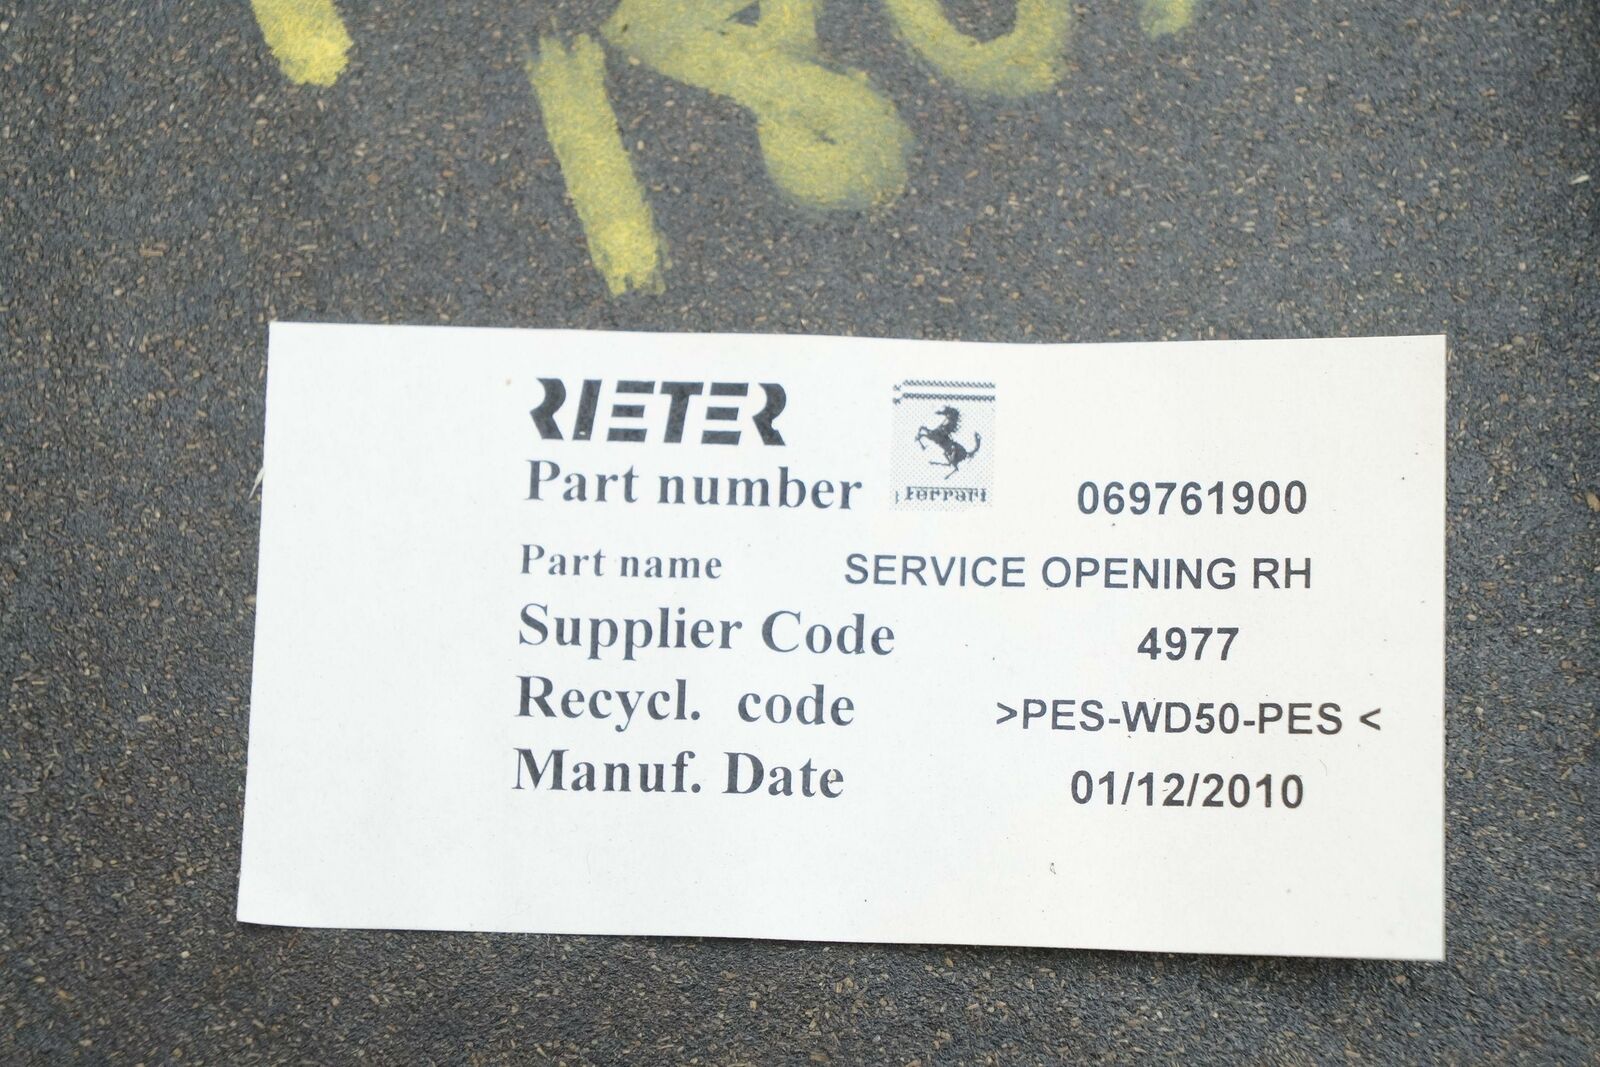 RIETER
Ferrari
Part number 069761900
Part name SERVICE OPENING RH
Supplier Code 4977
Recycl. code >PES-WD50-PES <
Manuf. Date 01/12/2010